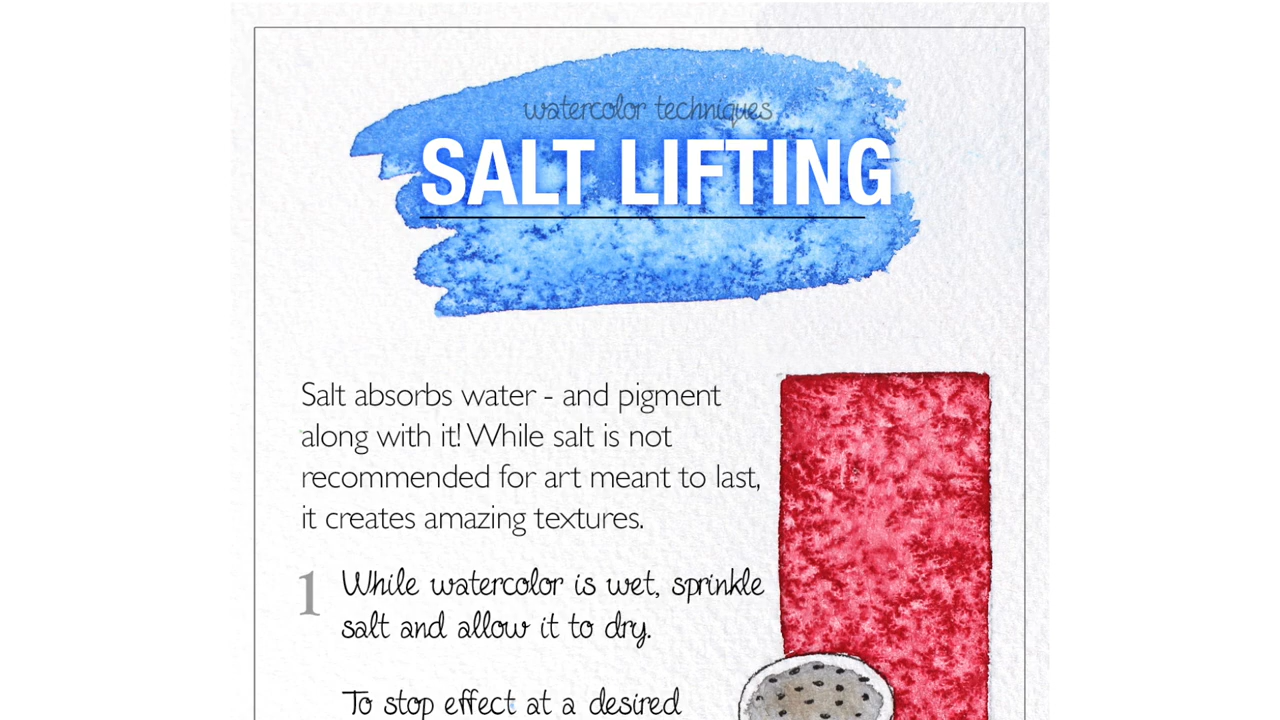 watercolor techniques
SALT LIFTING
Salt absorbs water - and pigment
along with it! While salt is not
recommended for art meant to last,
it creates amazing textures.
1 While watercolor is wet, sprinkle
salt and allow it to dry.
To stop effect at a desired